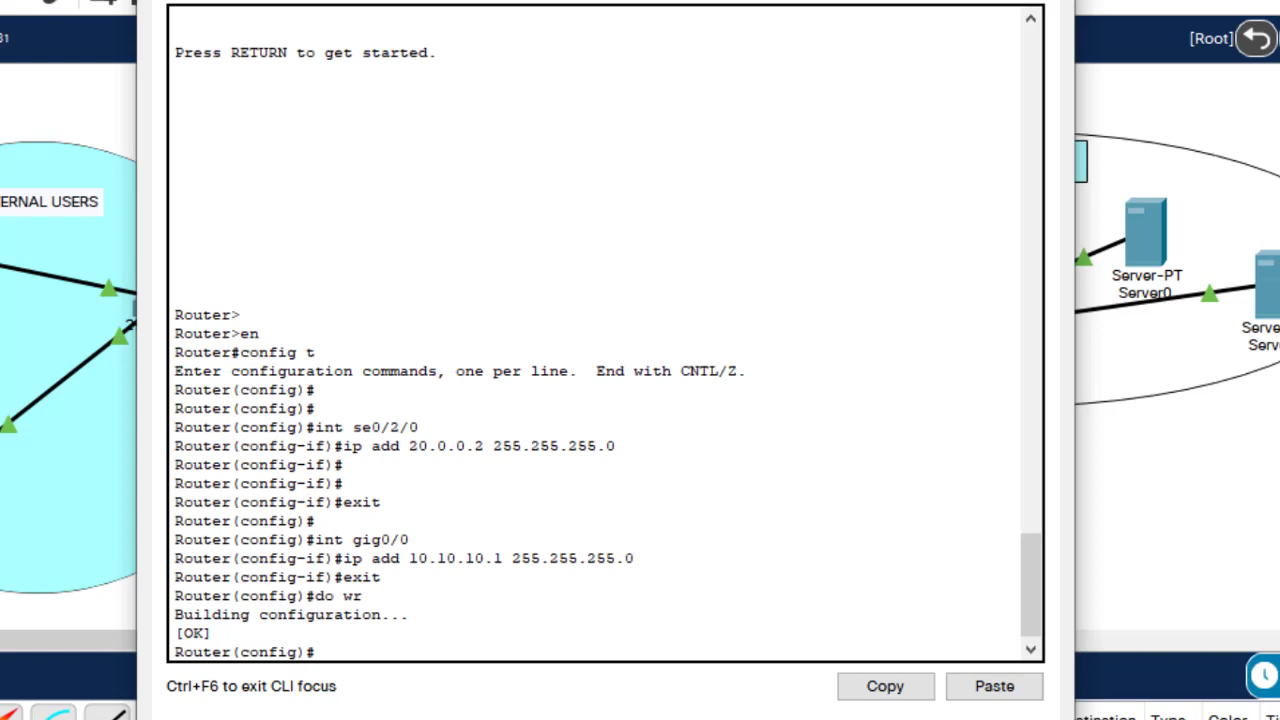 31
[Root]
Press RETURN to get started.
ERNAL USERS
Server-PT
Server0
Serve
Serv
Router>
Router>en
Router#config t
Enter configuration commands, one per line.  End with CNTL/Z.
Router(config)#
Router(config)#
Router(config)#int se0/2/0
Router(config-if)#ip add 20.0.0.2 255.255.255.0
Router(config-if)#
Router(config-if)#
Router(config-if)#exit
Router(config)#
Router(config)#int gig0/0
Router(config-if)#ip add 10.10.10.1 255.255.255.0
Router(config-if)#exit
Router(config)#do wr
Building configuration...
[OK]
Router(config)#
Ctrl+F6 to exit CLI focus
Copy
Paste